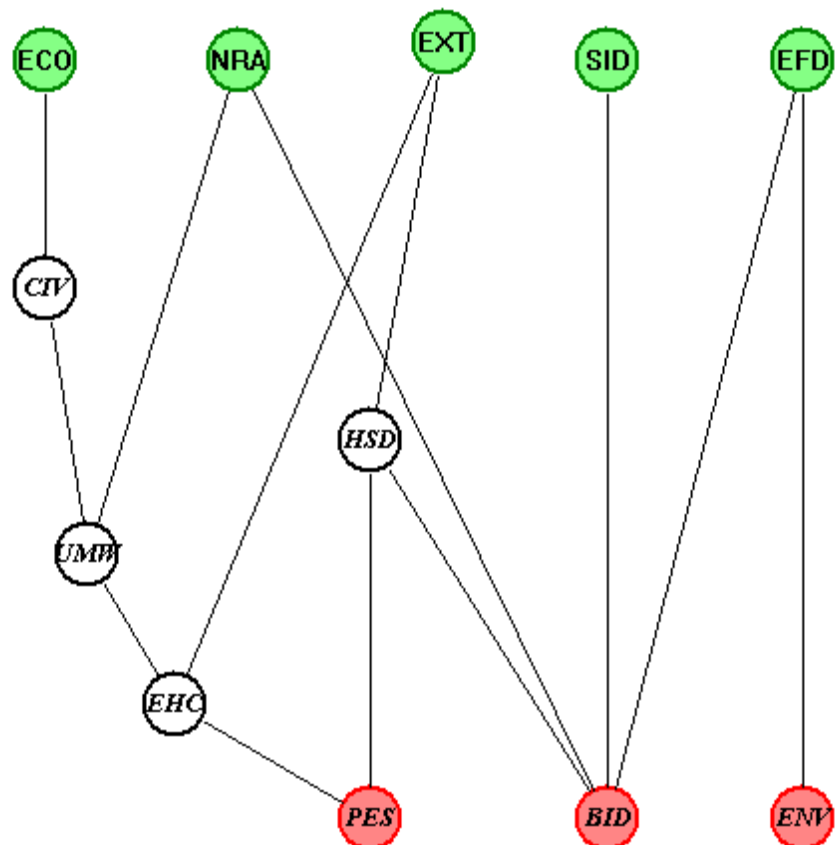 ECO
NRA
EXT
SID
EFD
CIV
HSD
UMW
EHC
PES
BID
ENV